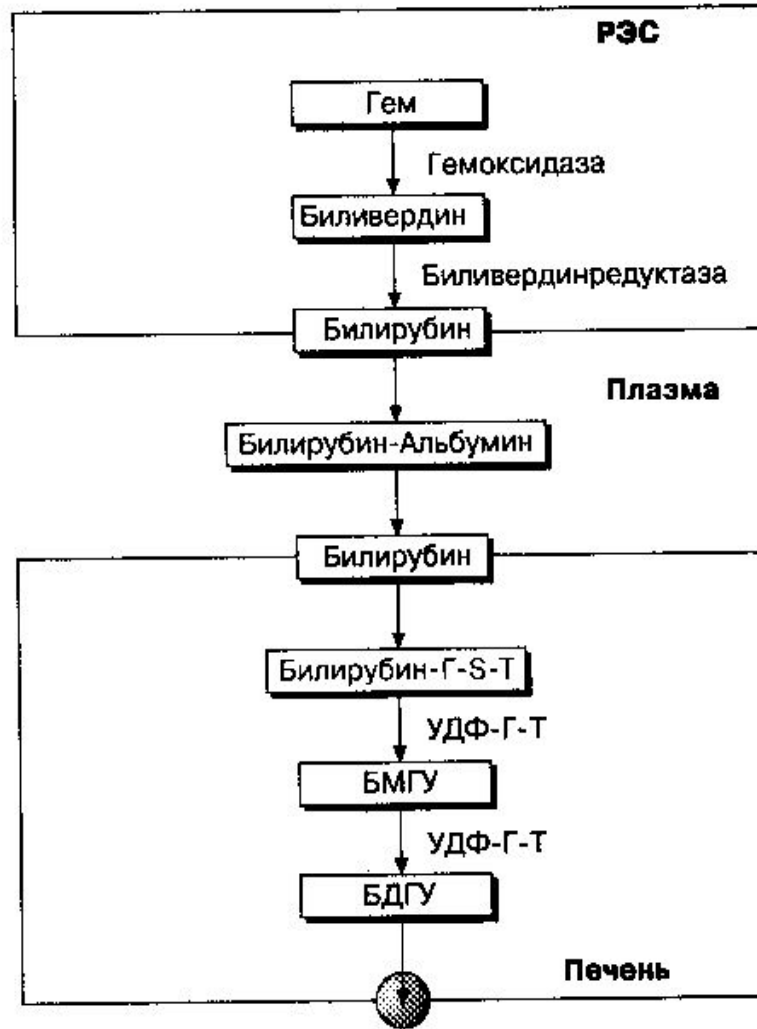 РЭС
Гем
Гемоксидаза
Биливердин
Биливердинредуктаза
Билирубин
Плазма
Билирубин-Альбумин
Билирубин
Билирубин-Г-S-Т
УДФ-Г-Т
БМГУ
УДФ-Г-Т
БДГУ
Печень